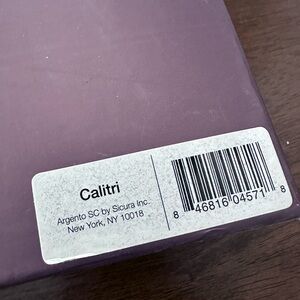 Calitri
Argento SC by Sicura Inc.
New York, NY 10018
8 46816 04571 8